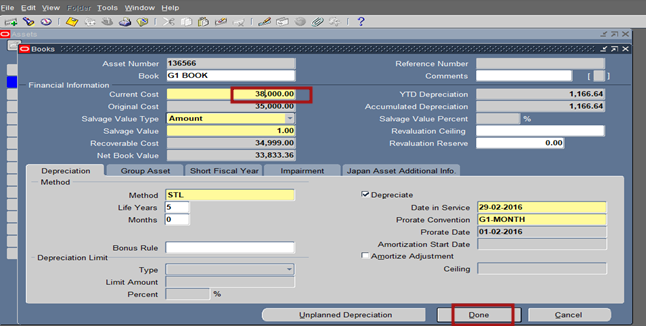 File Edit View Folder Tools Window Help
Assets
Books
Asset Number 136566 Reference Number
Book G1 BOOK Comments [ ]
Financial Information
Current Cost 38,000.00 YTD Depreciation 1,166.64
Original Cost 35,000.00 Accumulated Depreciation 1,166.64
Salvage Value Type Amount Salvage Value Percent %
Salvage Value 1.00 Revaluation Ceiling
Recoverable Cost 34,999.00 Revaluation Reserve 0.00
Net Book Value 33,833.36
Depreciation Group Asset Short Fiscal Year Impairment Japan Asset Additional Info.
Method
Method STL Depreciate
Life Years 5 Date in Service 29-02-2016
Months 0 Prorate Convention G1-MONTH
Prorate Date 01-02-2016
Amortization Start Date
Bonus Rule Amortize Adjustment
Depreciation Limit
Type Ceiling
Limit Amount
Percent %
Unplanned Depreciation Done Cancel